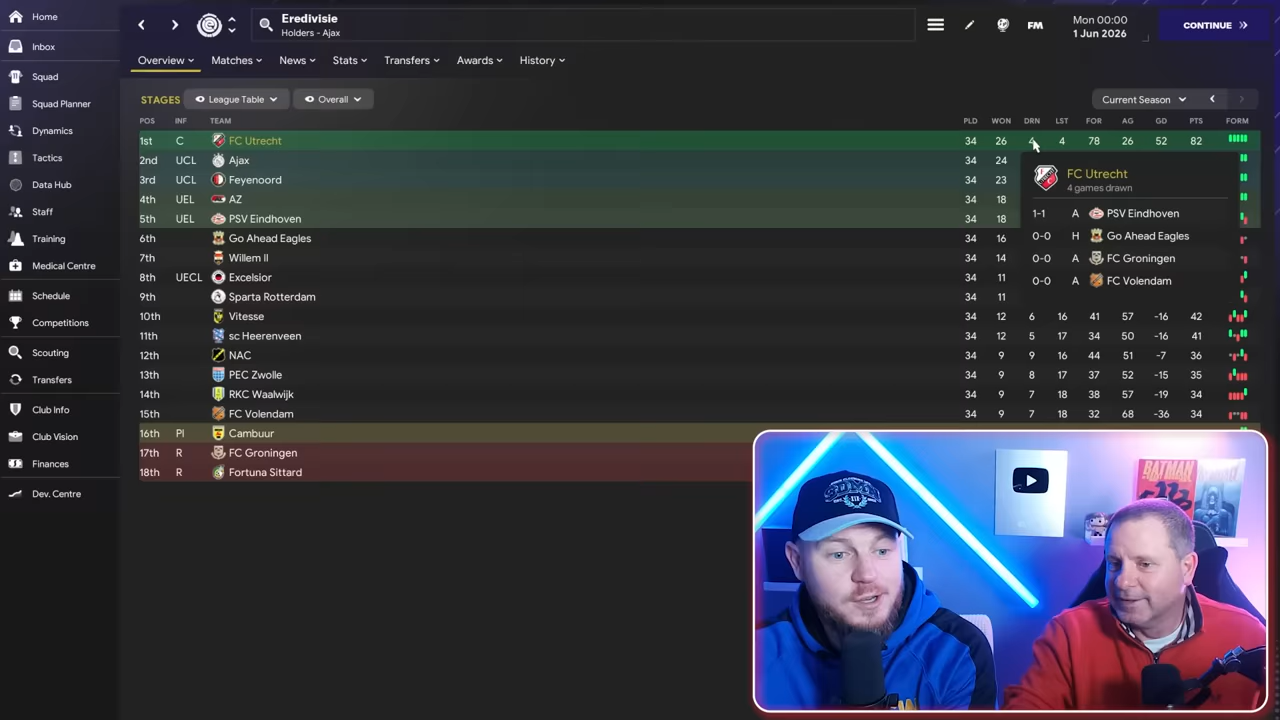 Home
Inbox
Squad
Squad Planner
Dynamics
Tactics
Data Hub
Staff
Training
Medical Centre
Schedule
Competitions
Scouting
Transfers
Club Info
Club Vision
Finances
Dev. Centre
Eredivisie
Holders - Ajax
FM
Mon 00:00
1 Jun 2026
CONTINUE
Overview Matches News Stats Transfers Awards History
STAGES League Table Overall Current Season
POS INF TEAM PLD WON DRN LST FOR AG GD PTS FORM
1st C FC Utrecht 34 26 4 4 78 26 52 82
2nd UCL Ajax 34 24
3rd UCL Feyenoord 34 23
4th UEL AZ 34 18
5th UEL PSV Eindhoven 34 18
6th Go Ahead Eagles 34 16
7th Willem II 34 14
8th UECL Excelsior 34 11
9th Sparta Rotterdam 34 11
10th Vitesse 34 12 6 16 41 57 -16 42
11th sc Heerenveen 34 12 5 17 34 50 -16 41
12th NAC 34 9 9 16 44 51 -7 36
13th PEC Zwolle 34 9 8 17 37 52 -15 35
14th RKC Waalwijk 34 9 7 18 38 57 -19 34
15th FC Volendam 34 9 7 18 32 68 -36 34
16th Pl Cambuur
17th R FC Groningen
18th R Fortuna Sittard
FC Utrecht
4 games drawn
1-1 A PSV Eindhoven
0-0 H Go Ahead Eagles
0-0 A FC Groningen
0-0 A FC Volendam
BATMAN